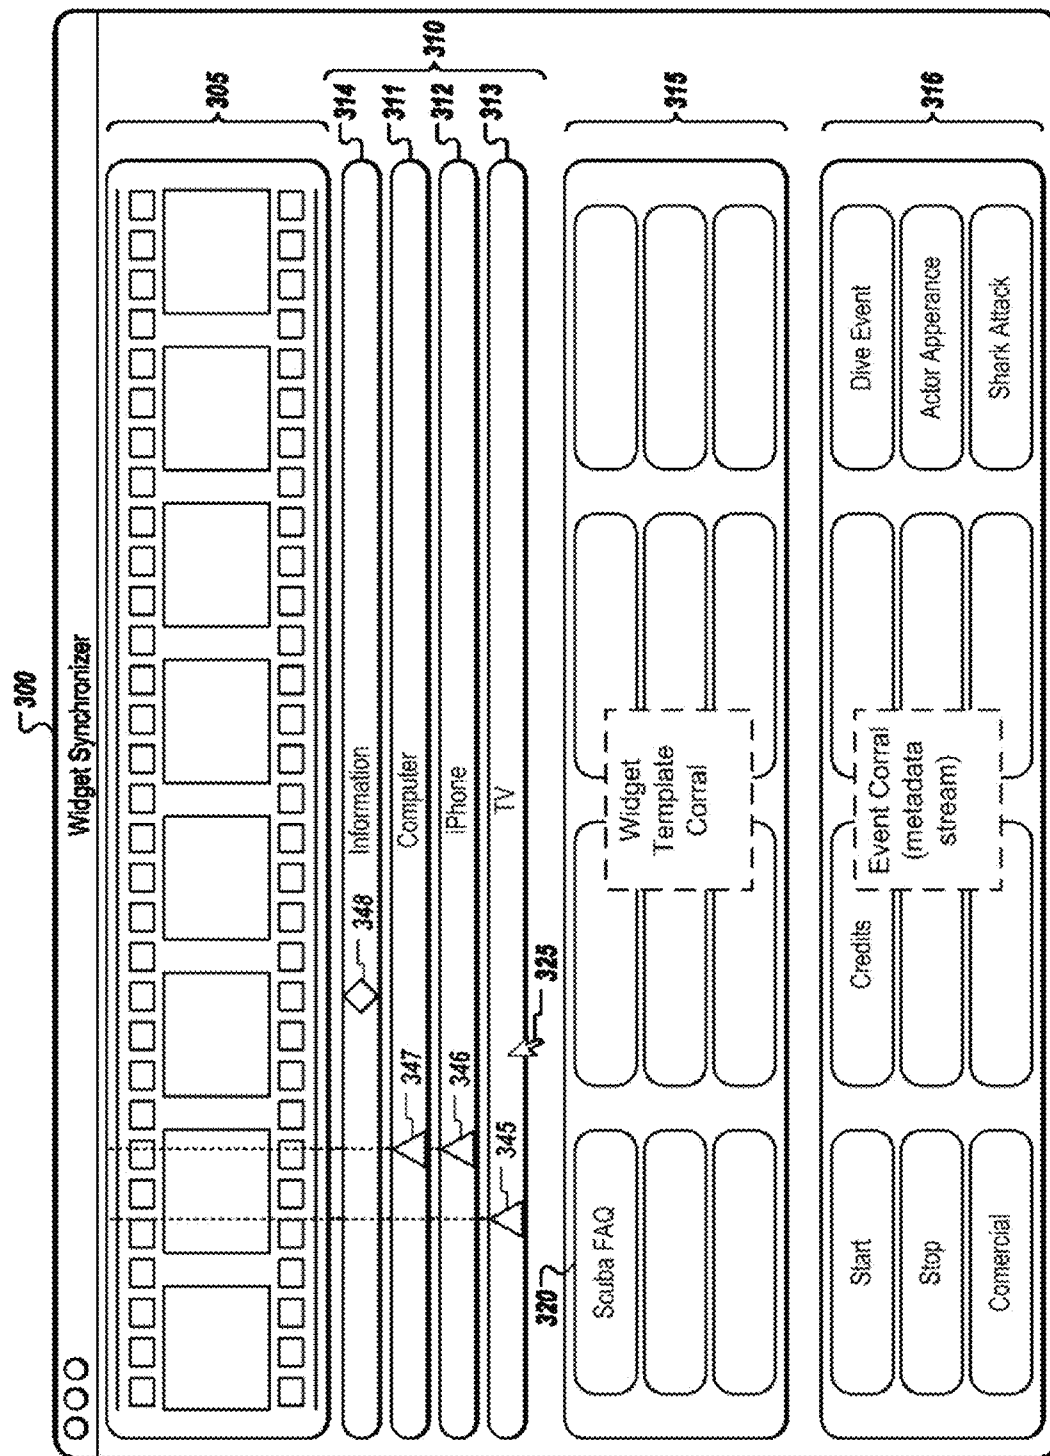 300
Widget Synchronizer
305
310
Information
348
314
Computer
347
311
iPhone
346
312
TV
345
313
325
320
Scuba FAQ
Widget
Template
Corral
315
Start
Credits
Dive Event
Event Corral
(metadata
stream)
Stop
Actor Apperance
Comercial
Shark Attack
316